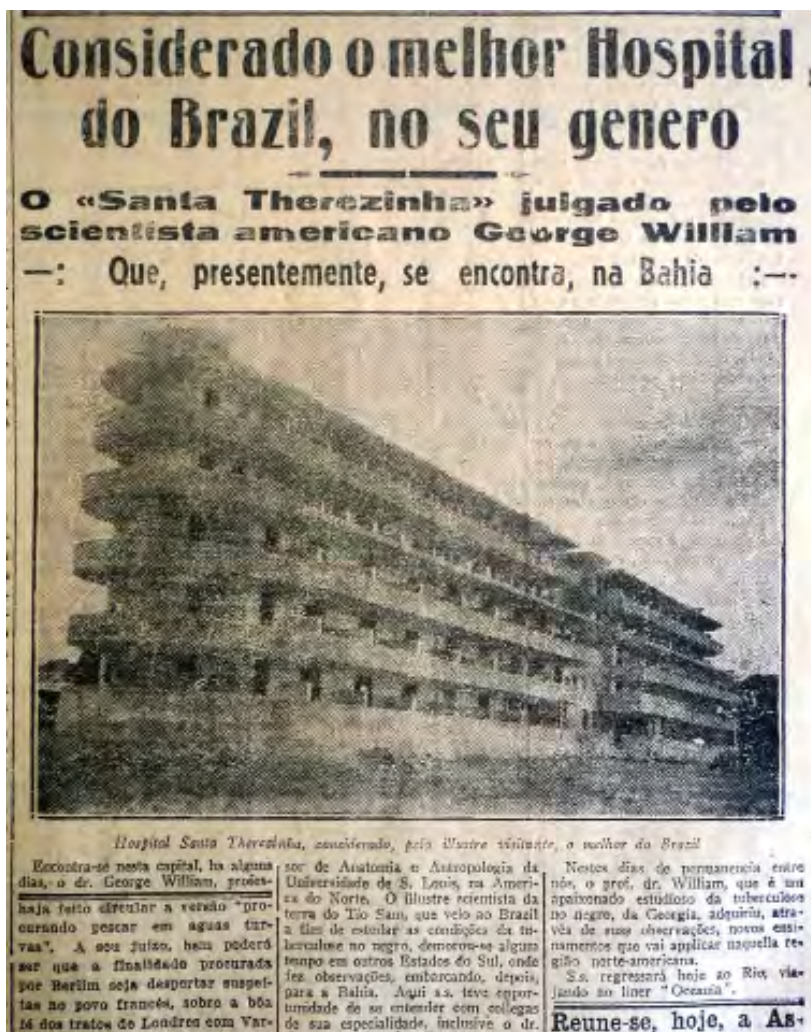 Considerado o melhor Hospital
do Brazil, no seu genero
O «Santa Therezinha» julgado pelo
scientista americano George William
—: Que, presentemente, se encontra, na Bahia :—
Hospital Santa Therezinha, considerado, pelo illustre visitante, o melhor do Brazil
Encontra-se nesta capital, ha alguns
dias, o dr. George William, profes-
haja feito circular a versão "pro-
curando pescar em aguas tur-
vas". A seu juizo, bem poderá
ser que a finalidade procurada
por Berlim seja despertar suspei-
tas no povo francês, sobre a bôa
fé dos tratos de Londres com Var-
sor de Anatomia e Antropologia da
Universidade de S. Louis, na Ameri-
ca do Norte. O illustre scientista da
terra do Tio Sam, que veio ao Brazil
a fim de estudar as condições da tu-
berculose no negro, demorou-se algum
tempo em outros Estados do Sul, onde
fez observações, embarcando, depois,
para a Bahia. Aqui s.s. teve oppor-
tunidade de se entender com collegas
de sua especialidade, inclusive o dr.
Nestes dias de permanencia entre
nós, o prof. dr. William, que é um
apaixonado estudioso da tuberculose
no negro, da Georgia, adquiriu, atra-
vés de suas observações, novos ensi-
namentos que vai applicar naquella re-
gião norte-americana.
S.s. regressará hoje ao Rio, via-
jando no liner "Oceania".
Reune-se, hoje, a As-